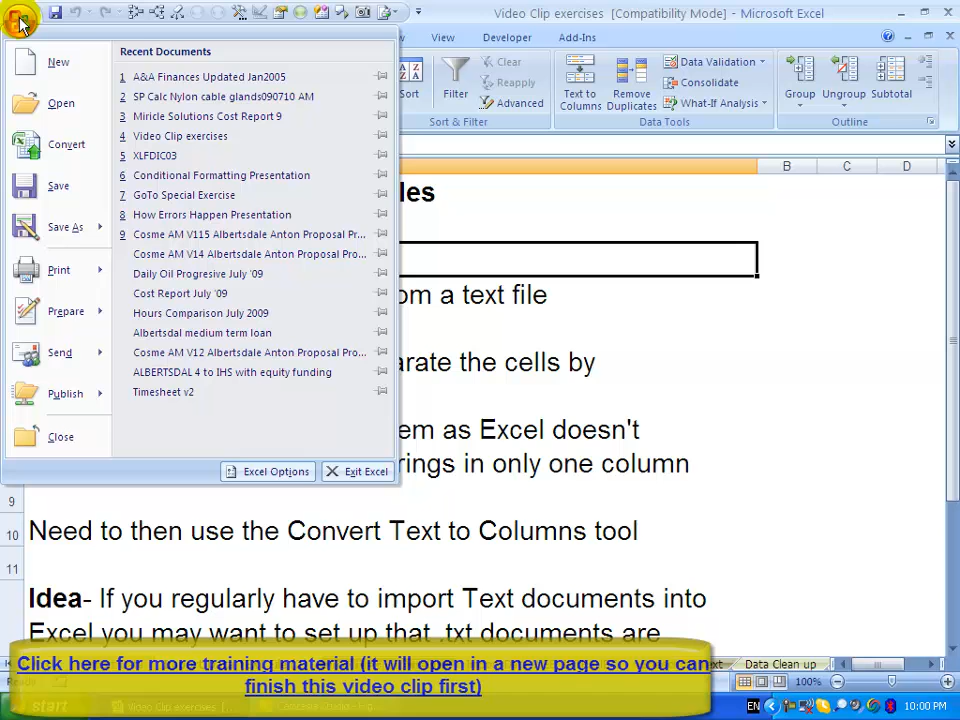 Video Clip exercises [Compatibility Mode] - Microsoft Excel
View Developer Add-Ins
New
Open
Convert
Save
Save As
Print
Prepare
Send
Publish
Close
Recent Documents
1 A&A Finances Updated Jan2005
2 SP Calc Nylon cable glands090710 AM
3 Miricle Solutions Cost Report 9
4 Video Clip exercises
5 XLFDIC03
6 Conditional Formatting Presentation
7 GoTo Special Exercise
8 How Errors Happen Presentation
9 Cosme AM V115 Albertsdale Anton Proposal Pr...
Cosme AM V14 Albertsdale Anton Proposal Pro...
Daily Oil Progresive July '09
Cost Report July '09
Hours Comparison July 2009
Albertsdal medium term loan
Cosme AM V12 Albertsdale Anton Proposal Pro...
ALBERTSDAL 4 to IHS with equity funding
Timesheet v2
Excel Options
Exit Excel
Sort
Filter
Clear
Reapply
Advanced
Sort & Filter
Text to
Columns
Remove
Duplicates
Data Validation
Consolidate
What-If Analysis
Data Tools
Group
Ungroup
Subtotal
Outline
B C D
les
om a text file
arate the cells by
em as Excel doesn't
rings in only one column
9
10 Need to then use the Convert Text to Columns tool
11
Idea- If you regularly have to import Text documents into
Excel you may want to set up that .txt documents are
Click here for more training material (it will open in a new page so you can
finish this video clip first)
Data Clean up
100%
start
Video Clip exercises
EN
10:00 PM